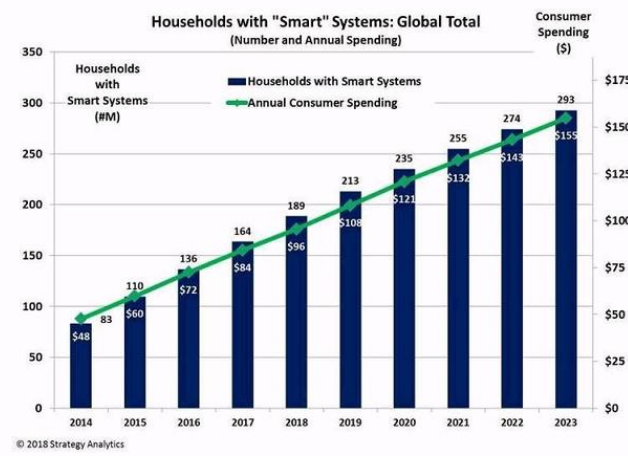 Households with "Smart" Systems: Global Total
(Number and Annual Spending)
Consumer
Spending
($)
Households
with
Smart Systems
(#M)
Households with Smart Systems
Annual Consumer Spending
350
300
250
200
150
100
50
0
83
110
136
164
189
213
235
255
274
293
$48
$60
$72
$84
$96
$108
$121
$132
$143
$155
$125
$75
$50
$25
$0
2014 2015 2016 2017 2018 2019 2020 2021 2022 2023
© 2018 Strategy Analytics